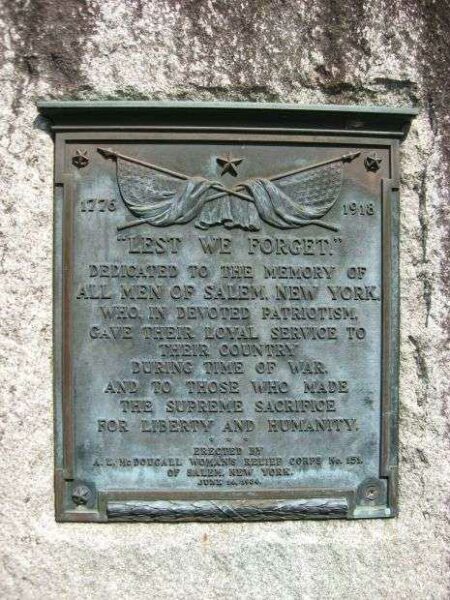 1776 1918
"LEST WE FORGET."
DEDICATED TO THE MEMORY OF
ALL MEN OF SALEM, NEW YORK,
WHO, IN DEVOTED PATRIOTISM,
GAVE THEIR LOYAL SERVICE TO
THEIR COUNTRY
DURING TIME OF WAR,
AND TO THOSE WHO MADE
THE SUPREME SACRIFICE
FOR LIBERTY AND HUMANITY.
ERECTED BY
A. L. McDOUGALL WOMAN'S RELIEF CORPS No. 151,
OF SALEM, NEW YORK.
JUNE 14,